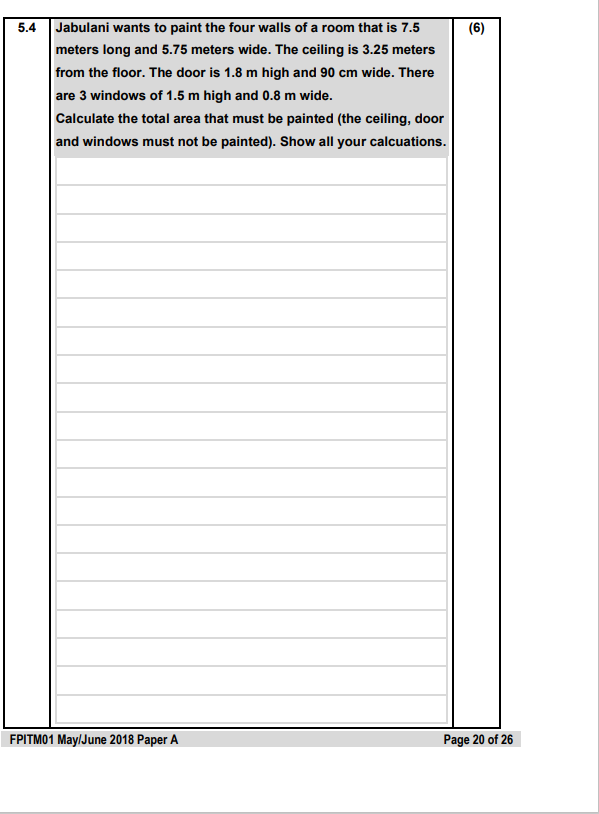 5.4 Jabulani wants to paint the four walls of a room that is 7.5 (6)
meters long and 5.75 meters wide. The ceiling is 3.25 meters
from the floor. The door is 1.8 m high and 90 cm wide. There
are 3 windows of 1.5 m high and 0.8 m wide.
Calculate the total area that must be painted (the ceiling, door
and windows must not be painted). Show all your calcuations.
FPITM01 May/June 2018 Paper A Page 20 of 26